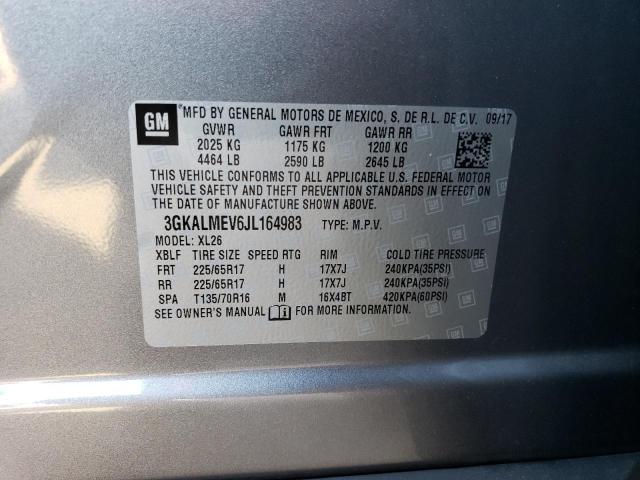 GM
MFD BY GENERAL MOTORS DE MEXICO, S. DE R.L. DE C.V. 09/17
GVWR GAWR FRT GAWR RR
2025 KG 1175 KG 1200 KG
4464 LB 2590 LB 2645 LB
THIS VEHICLE CONFORMS TO ALL APPLICABLE U.S. FEDERAL MOTOR
VEHICLE SAFETY AND THEFT PREVENTION STANDARDS IN EFFECT ON
THE DATE OF MANUFACTURE SHOWN ABOVE.
3GKALMEV6JL164983 TYPE: M.P.V.
MODEL: XL26
XBLF TIRE SIZE SPEED RTG RIM COLD TIRE PRESSURE
FRT 225/65R17 H 17X7J 240KPA(35PSI)
RR 225/65R17 H 17X7J 240KPA(35PSI)
SPA T135/70R16 M 16X4BT 420KPA(60PSI)
SEE OWNER'S MANUAL FOR MORE INFORMATION.